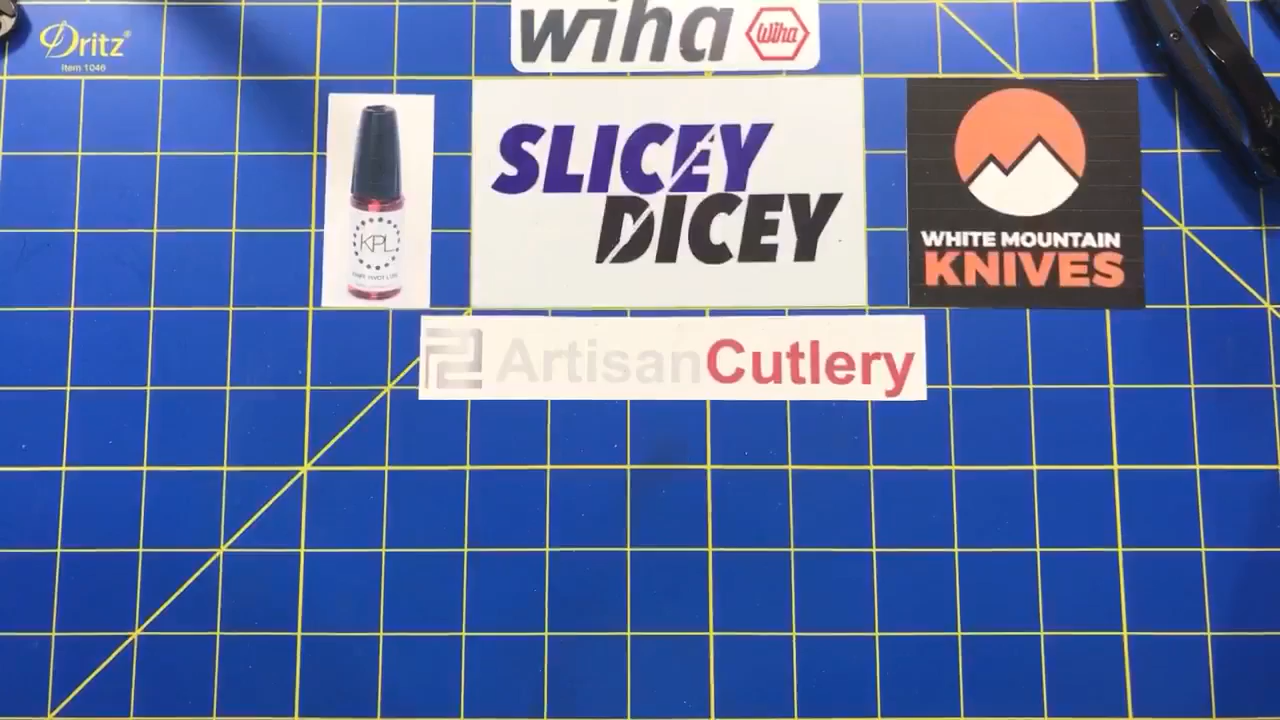 wiha
Wiha
Dritz®
Item 1046
SLICEY
DICEY
KPL
WHITE MOUNTAIN
KNIVES
ArtisanCutlery